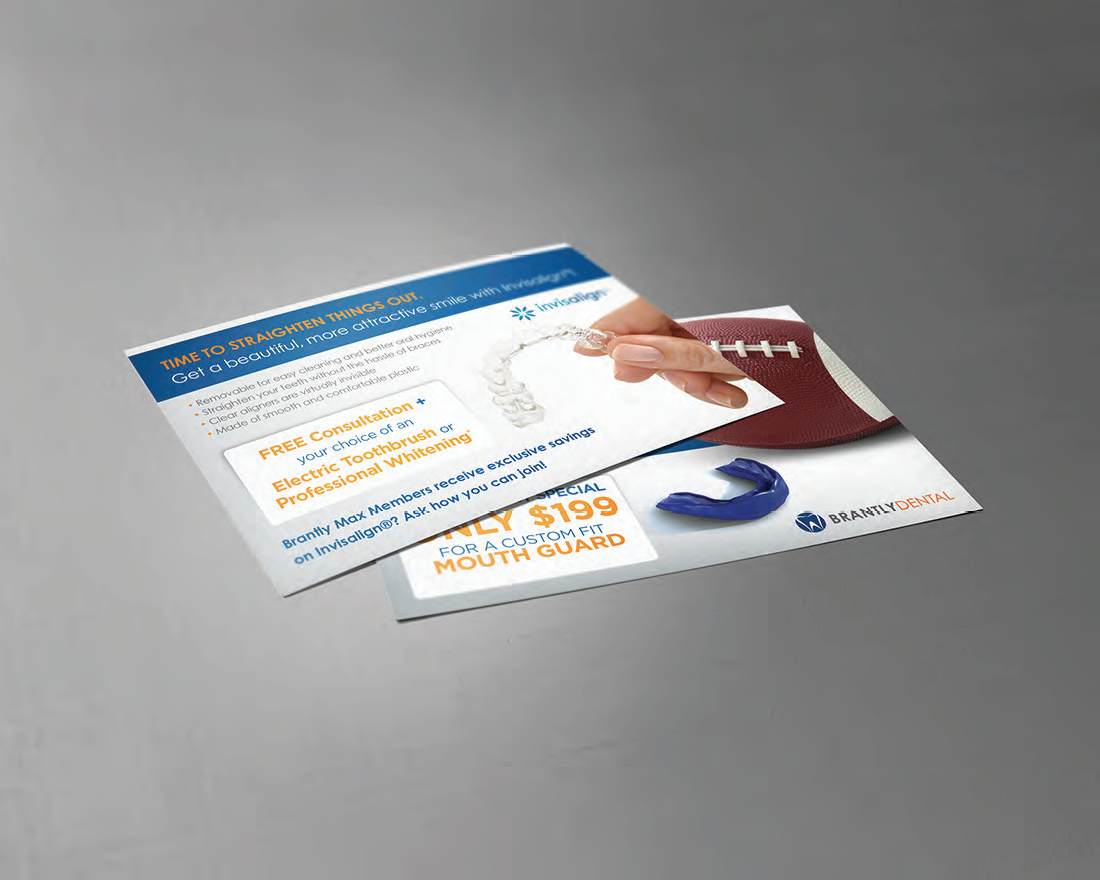 TIME TO STRAIGHTEN THINGS OUT.
Get a beautiful, more attractive smile with Invisalign®!
invisalign®
• Removable for easy cleaning and better oral hygiene
• Straighten your teeth without the hassle of braces
• Clear aligners are virtually invisible
• Made of smooth and comfortable plastic
FREE Consultation +
your choice of an
Electric Toothbrush or
Professional Whitening*
Brantly Max Members receive exclusive savings
on Invisalign®? Ask how you can join!
SPECIAL
$199
FOR A CUSTOM FIT
MOUTH GUARD
BRANTLYDENTAL